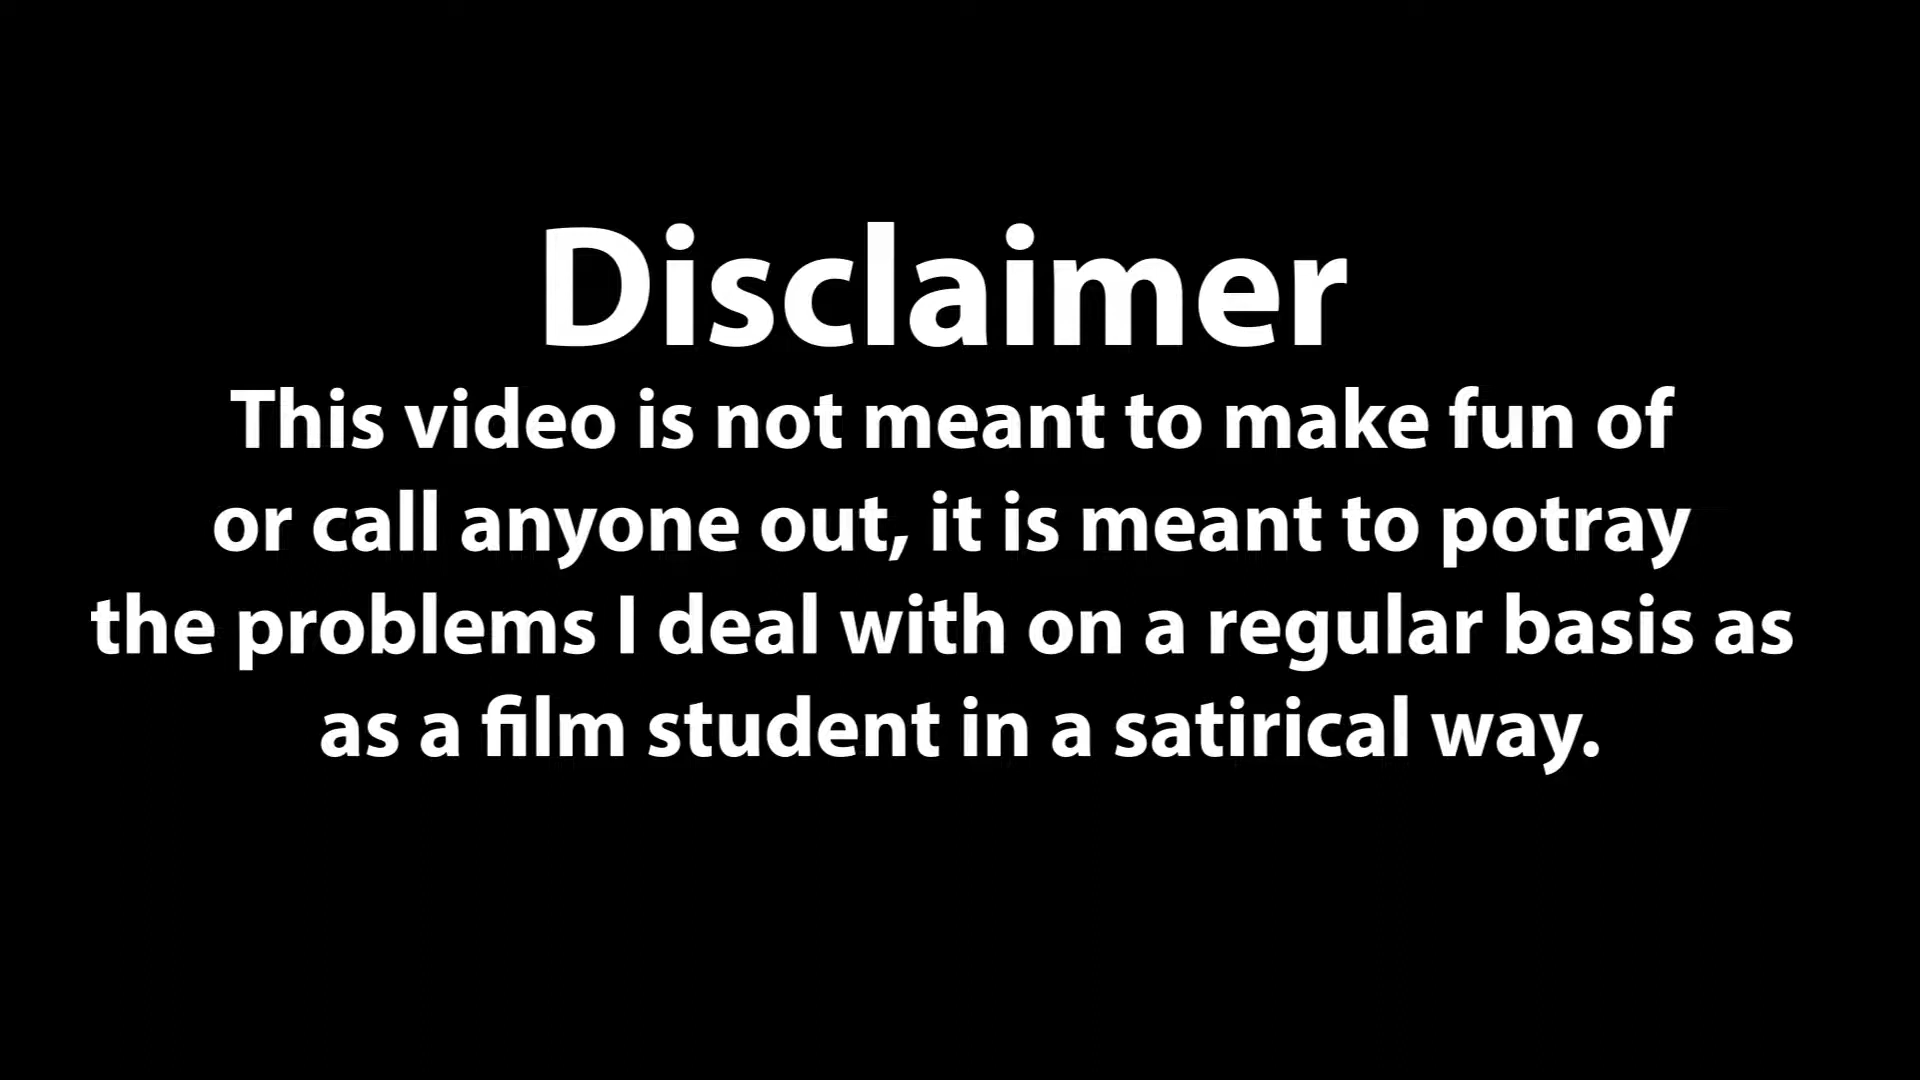 Disclaimer
This video is not meant to make fun of
or call anyone out, it is meant to potray
the problems I deal with on a regular basis as
as a film student in a satirical way.